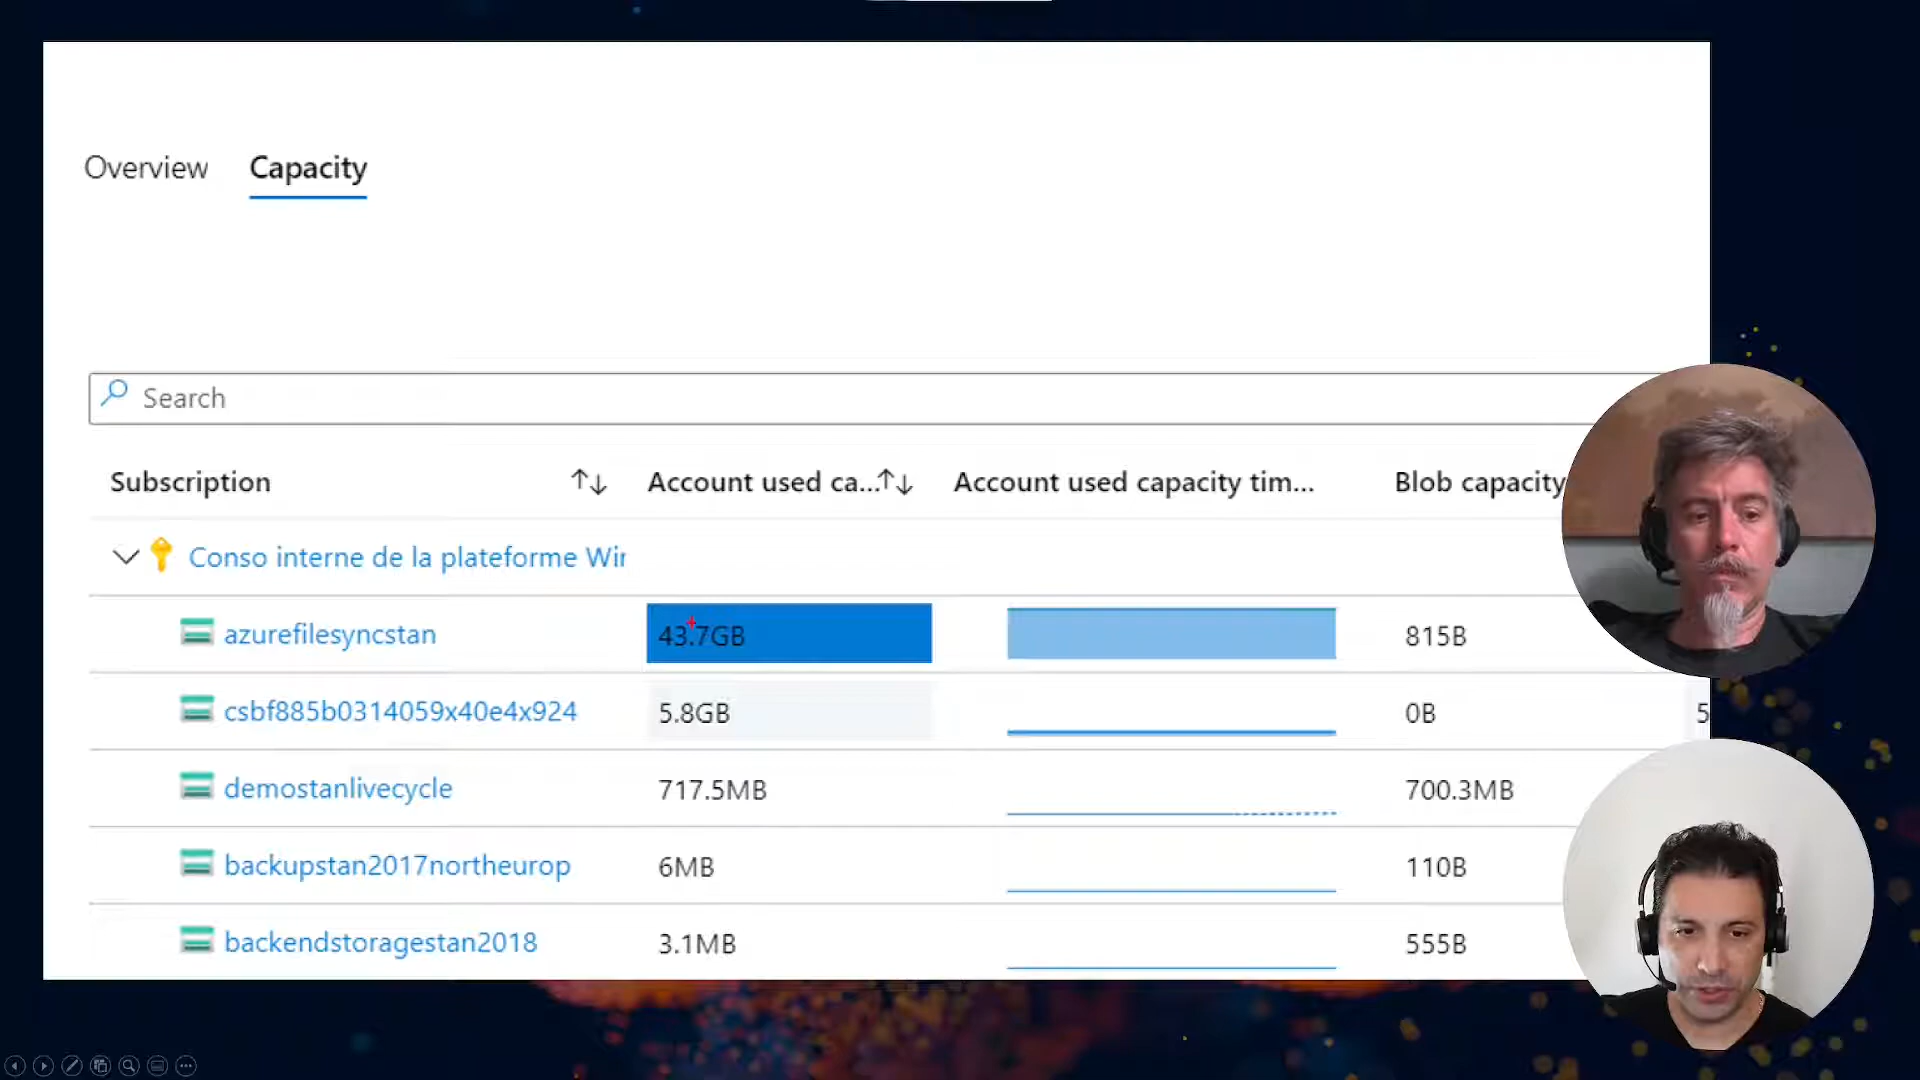 Overview Capacity
Search
Subscription Account used ca... Account used capacity tim... Blob capacity
Conso interne de la plateforme Wir
azurefilesyncstan 43.7GB 815B
csbf885b0314059x40e4x924 5.8GB 0B 5
demostanlivecycle 717.5MB 700.3MB
backupstan2017northeurop 6MB 110B
backendstoragestan2018 3.1MB 555B